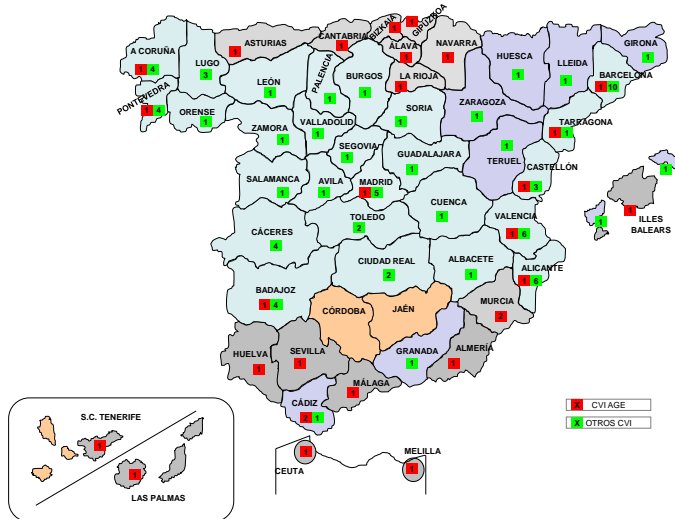 BIZKAIA
GIPUZKOA
1
1
CANTABRIA
1
ASTURIAS
1
ALAVA
1
NAVARRA
1
A CORUÑA
1 4
LUGO
3
LEÓN
1
PALENCIA
1
BURGOS
1
LA RIOJA
1
HUESCA
1
LLEIDA
1
GIRONA
1
BARCELONA
1 10
PONTEVEDRA
1 4
ORENSE
1
ZAMORA
1
VALLADOLID
1
SORIA
1
ZARAGOZA
1
TARRAGONA
1 1
SEGOVIA
1
GUADALAJARA
1
TERUEL
1
CASTELLÓN
1 3
SALAMANCA
1
AVILA
1
MADRID
1 5
CUENCA
1
1
1
1
ILLES
BALEARS
TOLEDO
2
VALENCIA
1 6
CÁCERES
4
CIUDAD REAL
2
ALBACETE
1
ALICANTE
1 6
BADAJOZ
1 4
CÓRDOBA
JAÉN
MURCIA
2
HUELVA
1
SEVILLA
1
GRANADA
1
ALMERÍA
1
MÁLAGA
1
CÁDIZ
2 1
X CVI AGE
X OTROS CVI
S.C. TENERIFE
1
1
LAS PALMAS
1
CEUTA
MELILLA
1